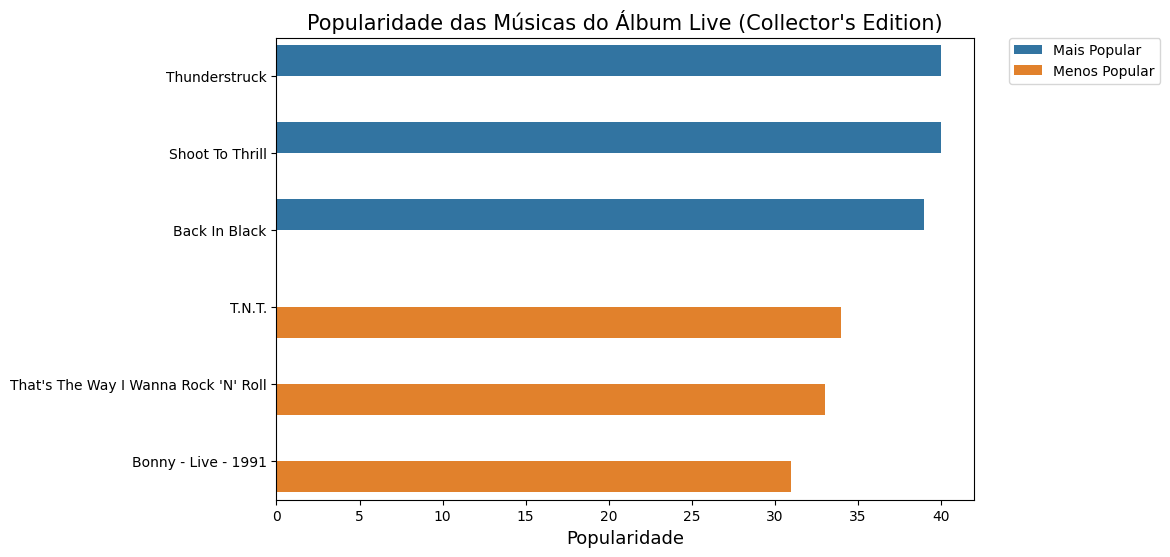 Popularidade das Músicas do Álbum Live (Collector's Edition)
Mais Popular
Menos Popular
Thunderstruck
Shoot To Thrill
Back In Black
T.N.T.
That's The Way I Wanna Rock 'N' Roll
Bonny - Live - 1991
0 5 10 15 20 25 30 35 40
Popularidade